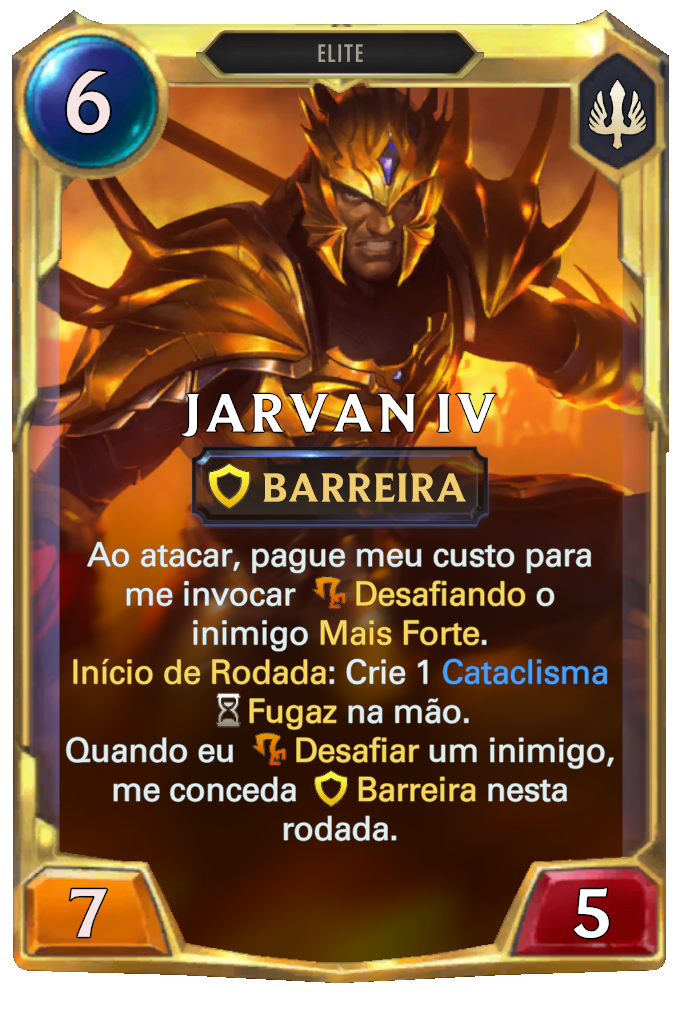 ELITE
6
JARVAN IV
BARREIRA
Ao atacar, pague meu custo para
me invocar Desafiando o
inimigo Mais Forte.
Início de Rodada: Crie 1 Cataclisma
Fugaz na mão.
Quando eu Desafiar um inimigo,
me conceda Barreira nesta
rodada.
7
5